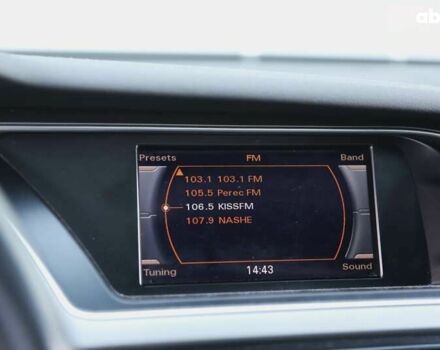 Presets FM Band
103.1 103.1 FM
105.5 Perec FM
106.5 KISSFM
107.9 NASHE
Tuning 14:43 Sound